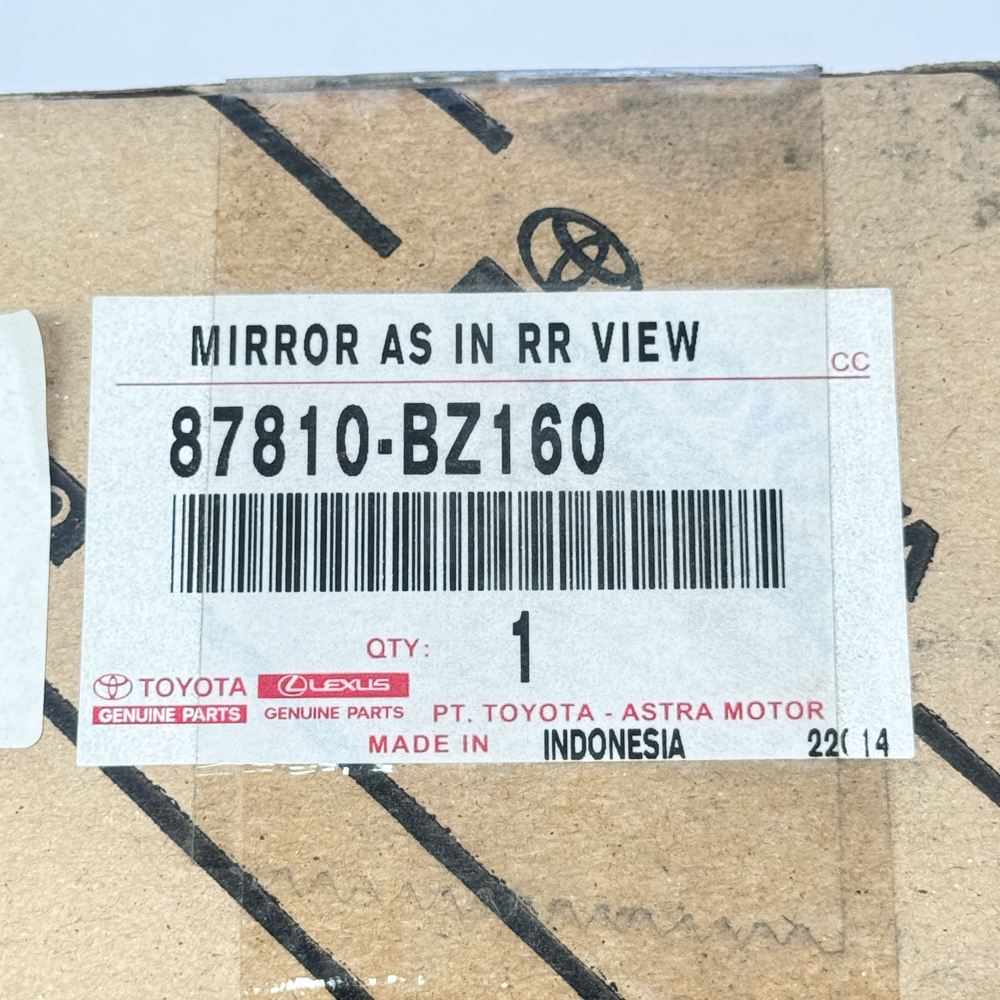 MIRROR AS IN RR VIEW
CC
87810-BZ160
QTY: 1
TOYOTA LEXUS
GENUINE PARTS GENUINE PARTS PT. TOYOTA - ASTRA MOTOR
MADE IN INDONESIA